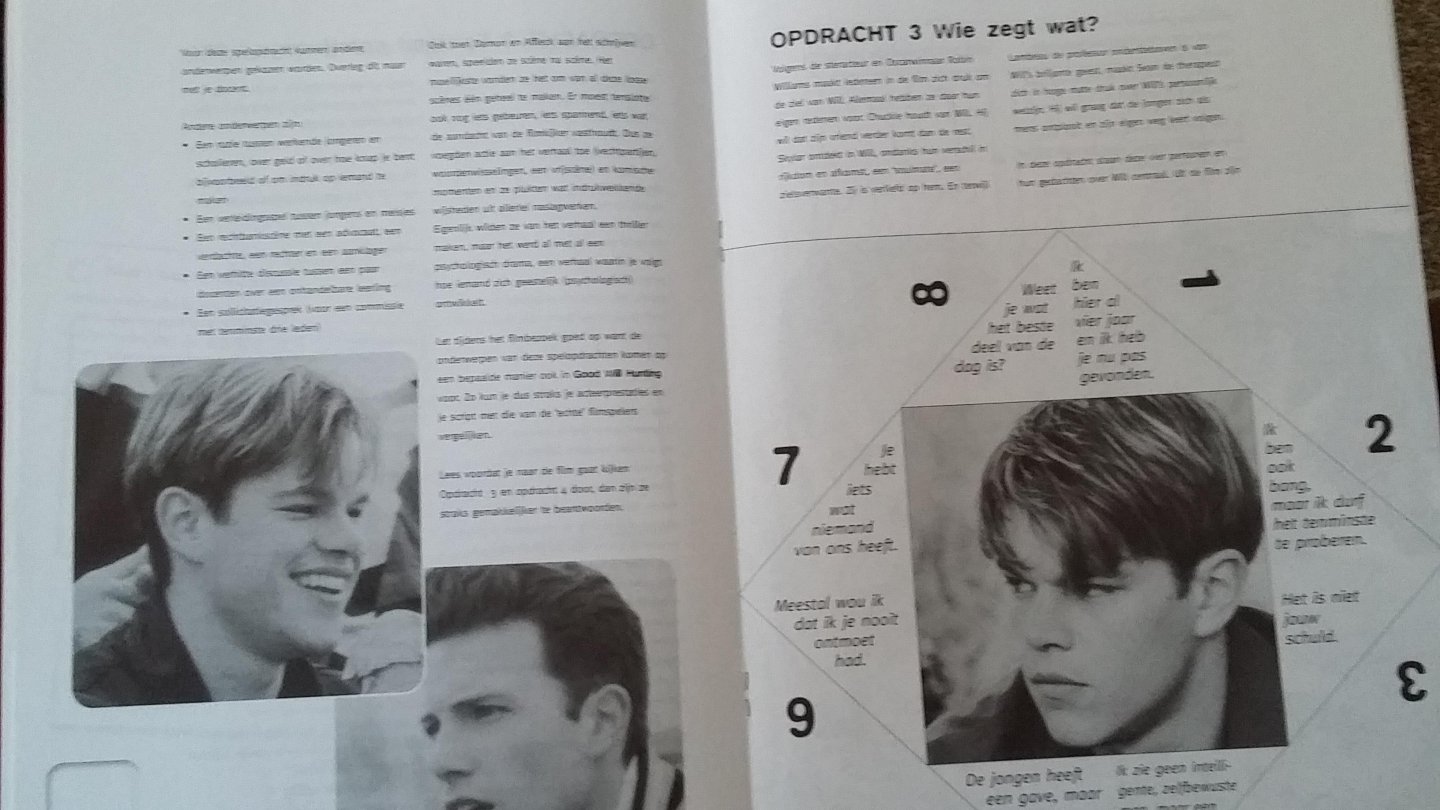 Voor deze spelopdracht kunnen andere
onderwerpen gekozen worden. Overleg dit maar
met je docent.
Andere onderwerpen zijn:
• Een ruzie tussen werkende jongeren en
scholieren, over geld of over hoe knap je bent
bijvoorbeeld of om indruk op iemand te
maken
• Een verleidingsspel tussen jongens en meisjes
• Een rechtbankscène met een advocaat, een
verdachte, een rechter en een aanklager
• Een verhitte discussie tussen een paar
docenten over een onhandelbare leerling
• Een sollicitatiegesprek (voor een commissie
met tenminste drie leden)
Ook toen Damon en Affleck aan het schrijven
waren, speelden ze scène na scène. Het
moeilijkste vonden ze het om van al deze losse
scènes één geheel te maken. Er moest tenslotte
ook nog iets gebeuren, iets spannend, iets wat
de aandacht van de filmkijker vasthoudt. Dus ze
voegden actie aan het verhaal toe (vechtpartijen,
woordenwisselingen, een vrijscène) en komische
momenten en ze plukten wat indrukwekkende
wijsheden uit allerlei naslagwerken.
Eigenlijk wilden ze van het verhaal een thriller
maken, maar het werd al met al een
psychologisch drama, een verhaal waarin je volgt
hoe iemand zich geestelijk (psychologisch)
ontwikkelt.
Let tijdens het filmbezoek goed op want de
onderwerpen van deze spelopdrachten komen op
een bepaalde manier ook in Good Will Hunting
voor. Zo kun je dus straks je acteerprestaties en
je script met die van de 'echte' filmspelers
vergelijken.
Lees voordat je naar de film gaat kijken
Opdracht 3 en opdracht 4 door, dan zijn ze
straks gemakkelijker te beantwoorden.
OPDRACHT 3 Wie zegt wat?
Volgens de steracteur en Oscarwinnaar Robin
Williams maakt iedereen in de film zich druk om
de ziel van Will. Allemaal hebben ze daar hun
eigen redenen voor. Chuckie houdt van Will. Hij
wil dat zijn vriend verder komt dan de rest.
Skylar ontdekt in Will, ondanks hun verschil in
rijkdom en afkomst, een 'soulmate', een
zielsverwante. Zij is verliefd op hem. En terwijl
Lambeau de professor ondersteboven is van
Will's briljante geest, maakt Sean de therapeut
zich in hoge mate druk over Will's persoonlijk
welzijn. Hij wil graag dat de jongen zich als
mens ontplooit en zijn eigen weg leert volgen.
In deze opdracht staan deze vier personen en
hun gedachten over Will centraal. Uit de film zijn
8
Weet
je wat
het beste
deel van de
dag is?
1
Ik
ben
hier al
vier jaar
en ik heb
je nu pas
gevonden.
2
Ik
ben
ook
bang,
maar ik durf
het tenminste
te proberen.
Het is niet
jouw
schuld.
3
7
Je
hebt
iets
wat
niemand
van ons heeft.
Meestal wou ik
dat ik je nooit
ontmoet
had.
6
De jongen heeft
een gave, maar
Ik zie geen intelli-
gente, zelfbewuste
man, maar een